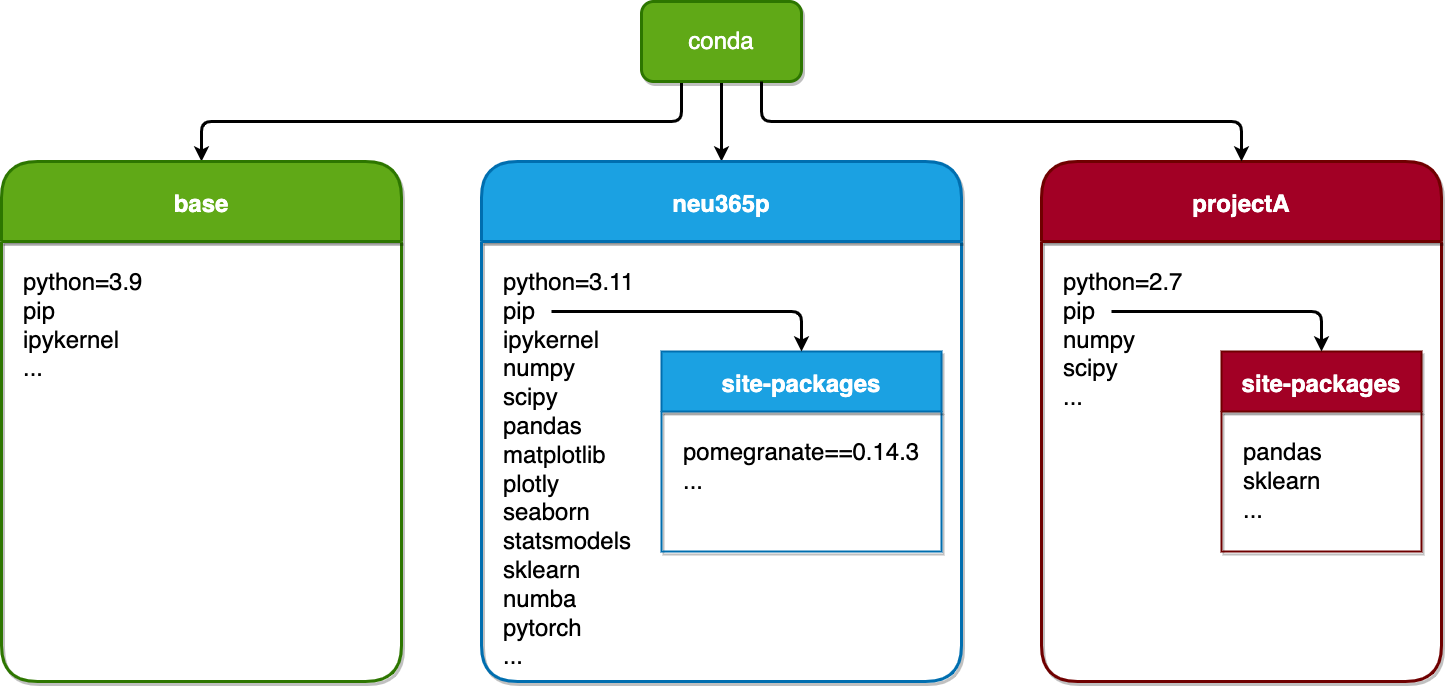 conda
base
python=3.9
pip
ipykernel
...
neu365p
python=3.11
pip
ipykernel
numpy
scipy
pandas
matplotlib
plotly
seaborn
statsmodels
sklearn
numba
pytorch
...
site-packages
pomegranate==0.14.3
...
projectA
python=2.7
pip
numpy
scipy
...
site-packages
pandas
sklearn
...